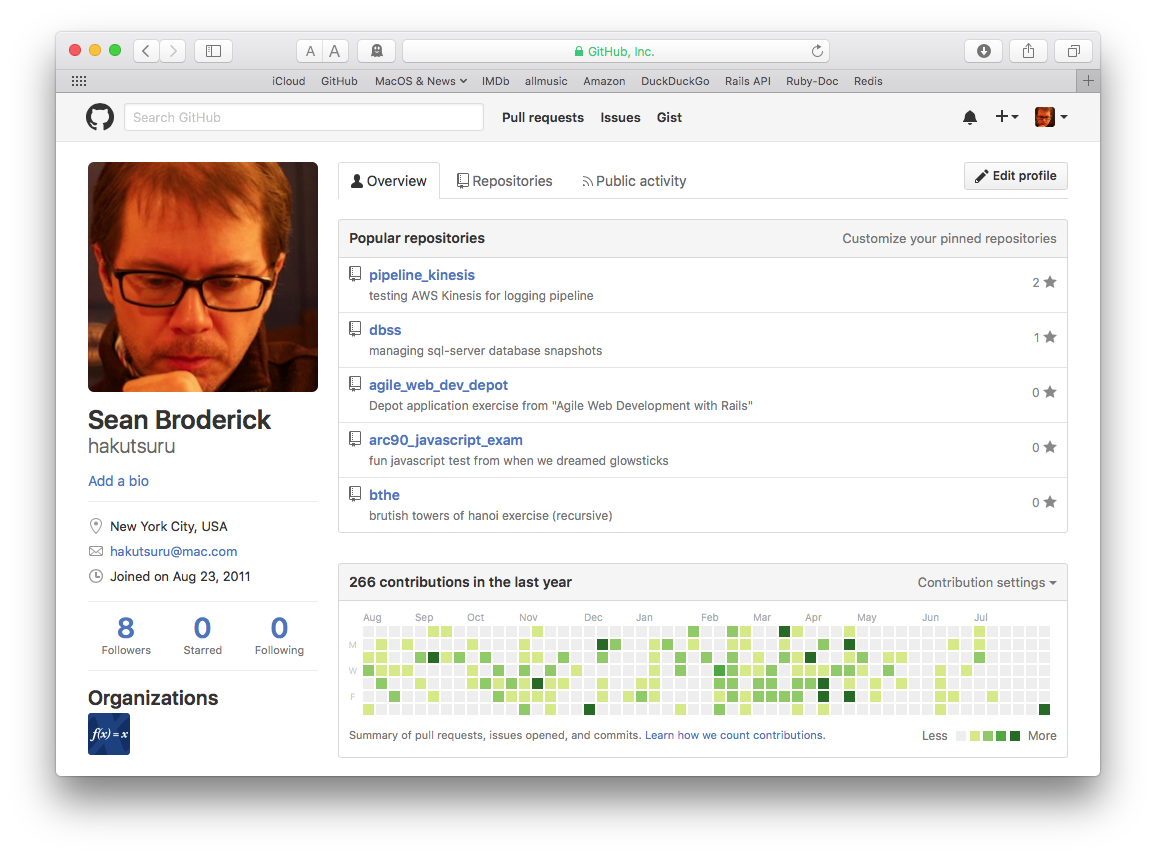 A A
GitHub, Inc.
iCloud GitHub MacOS & News IMDb allmusic Amazon DuckDuckGo Rails API Ruby-Doc Redis
Search GitHub
Pull requests Issues Gist
Overview Repositories Public activity
Edit profile
Popular repositories
Customize your pinned repositories
pipeline_kinesis
testing AWS Kinesis for logging pipeline
2
dbss
managing sql-server database snapshots
1
agile_web_dev_depot
Depot application exercise from "Agile Web Development with Rails"
0
arc90_javascript_exam
fun javascript test from when we dreamed glowsticks
0
bthe
brutish towers of hanoi exercise (recursive)
0
Sean Broderick
hakutsuru
Add a bio
New York City, USA
hakutsuru@mac.com
Joined on Aug 23, 2011
8 0 0
Followers Starred Following
Organizations
f(x) = x
266 contributions in the last year
Contribution settings
Aug Sep Oct Nov Dec Jan Feb Mar Apr May Jun Jul
M
W
F
Summary of pull requests, issues opened, and commits. Learn how we count contributions.
Less More